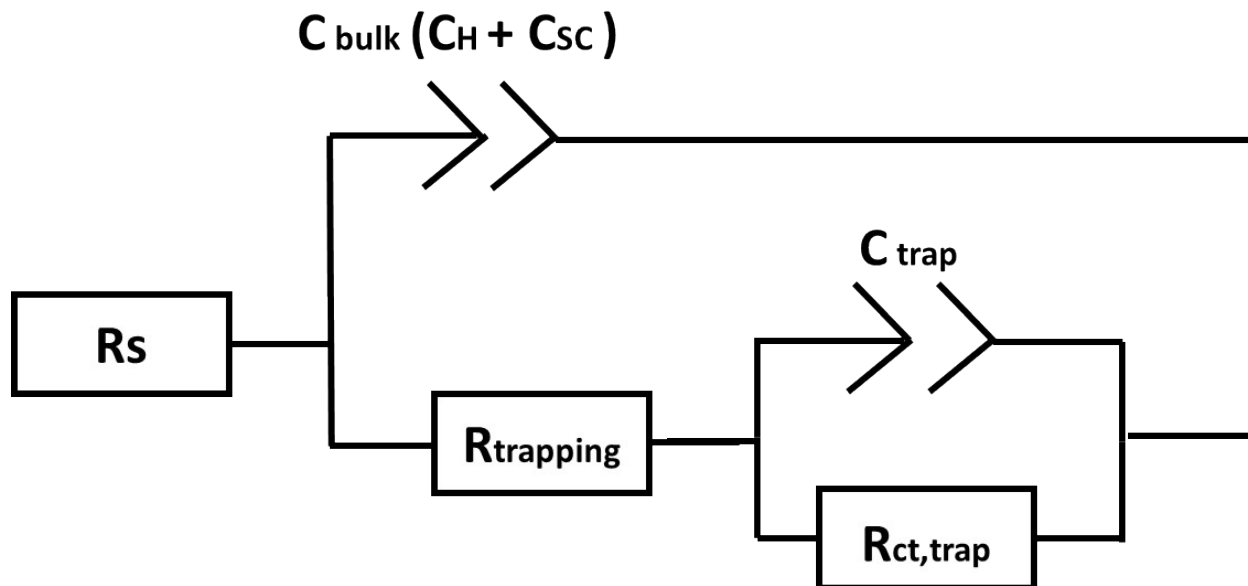 C bulk (CH + CSC )
C trap
Rs
Rtrapping
Rct,trap